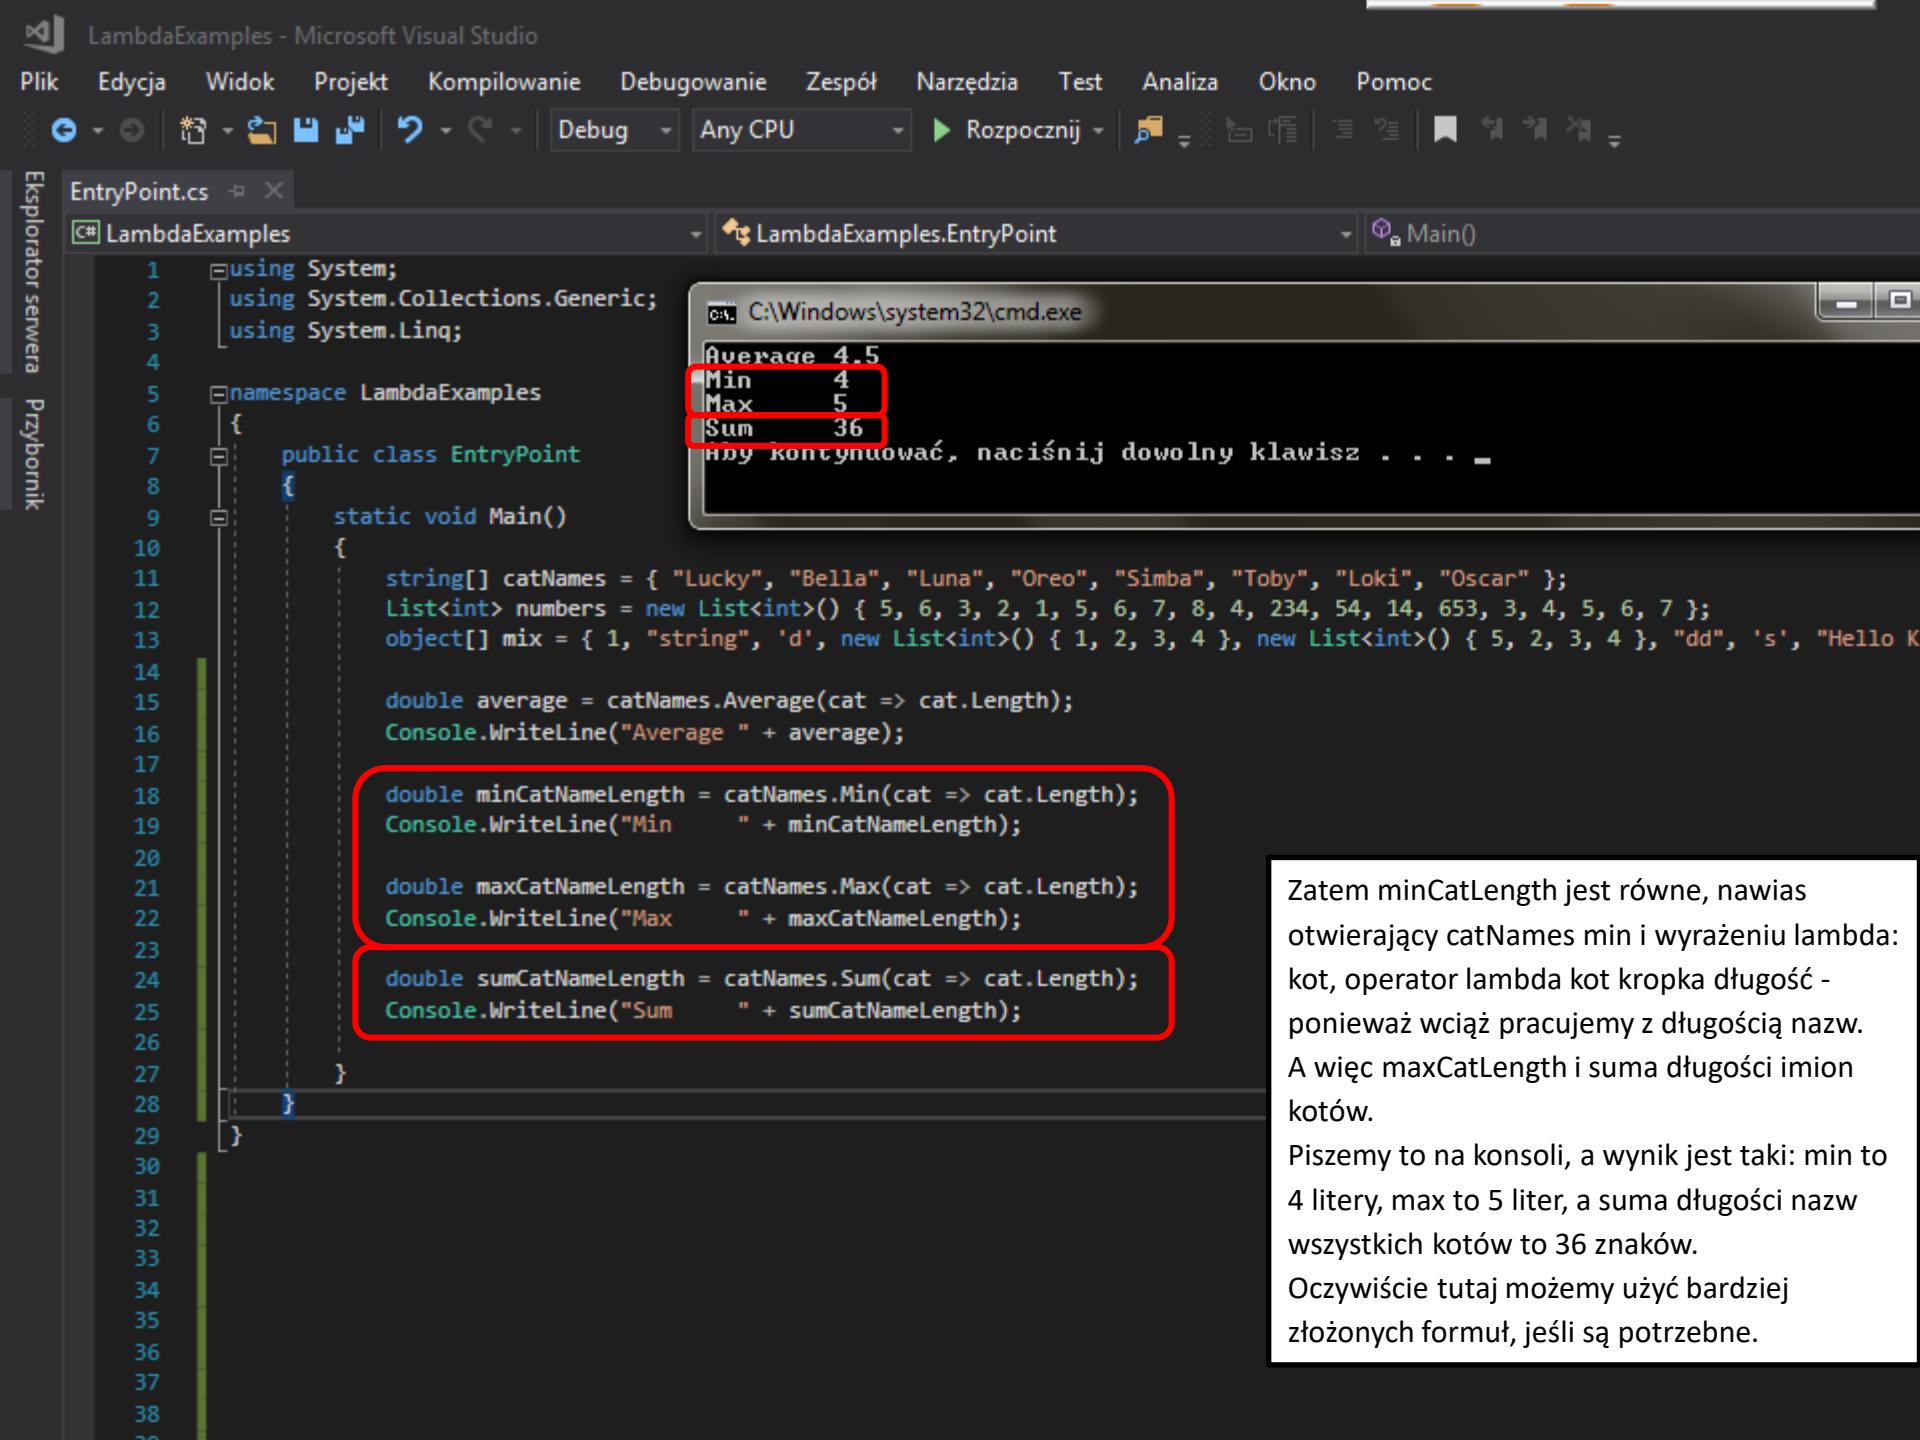 LambdaExamples - Microsoft Visual Studio
Plik Edycja Widok Projekt Kompilowanie Debugowanie Zespół Narzędzia Test Analiza Okno Pomoc
Debug Any CPU Rozpocznij
Eksplorator serwera
Przybornik
EntryPoint.cs
C# LambdaExamples LambdaExamples.EntryPoint Main()
1 using System;
2 using System.Collections.Generic;
3 using System.Linq;
4
5 namespace LambdaExamples
6 {
7 public class EntryPoint
8 {
9 static void Main()
10 {
11 string[] catNames = { "Lucky", "Bella", "Luna", "Oreo", "Simba", "Toby", "Loki", "Oscar" };
12 List<int> numbers = new List<int>() { 5, 6, 3, 2, 1, 5, 6, 7, 8, 4, 234, 54, 14, 653, 3, 4, 5, 6, 7 };
13 object[] mix = { 1, "string", 'd', new List<int>() { 1, 2, 3, 4 }, new List<int>() { 5, 2, 3, 4 }, "dd", 's', "Hello K
14
15 double average = catNames.Average(cat => cat.Length);
16 Console.WriteLine("Average " + average);
17
18 double minCatNameLength = catNames.Min(cat => cat.Length);
19 Console.WriteLine("Min     " + minCatNameLength);
20
21 double maxCatNameLength = catNames.Max(cat => cat.Length);
22 Console.WriteLine("Max     " + maxCatNameLength);
23
24 double sumCatNameLength = catNames.Sum(cat => cat.Length);
25 Console.WriteLine("Sum     " + sumCatNameLength);
26
27 }
28 }
29 }
30
31
32
33
34
35
36
37
38
C:\Windows\system32\cmd.exe
Average 4.5
Min     4
Max     5
Sum     36
Aby kontynuować, naciśnij dowolny klawisz . . . _
Zatem minCatLength jest równe, nawias
otwierający catNames min i wyrażeniu lambda:
kot, operator lambda kot kropka długość -
ponieważ wciąż pracujemy z długością nazw.
A więc maxCatLength i suma długości imion
kotów.
Piszemy to na konsoli, a wynik jest taki: min to
4 litery, max to 5 liter, a suma długości nazw
wszystkich kotów to 36 znaków.
Oczywiście tutaj możemy użyć bardziej
złożonych formuł, jeśli są potrzebne.